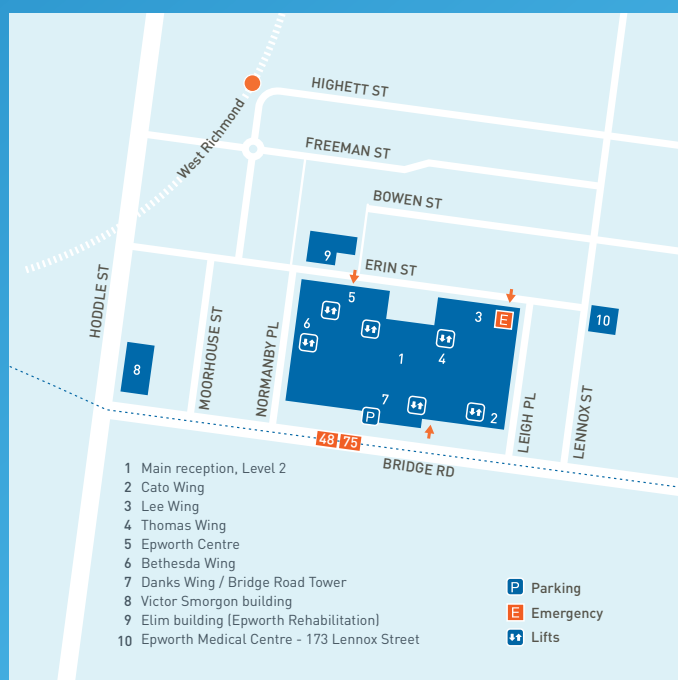 HIGHETT ST
West Richmond
FREEMAN ST
BOWEN ST
9
ERIN ST
HODDLE ST
5
3
E
10
6
MOORHOUSE ST
NORMANBY PL
1
4
8
7
P
2
LEIGH PL
LENNOX ST
48 75
BRIDGE RD
1 Main reception, Level 2
2 Cato Wing
3 Lee Wing
4 Thomas Wing
5 Epworth Centre
6 Bethesda Wing
7 Danks Wing / Bridge Road Tower
8 Victor Smorgon building
9 Elim building (Epworth Rehabilitation)
10 Epworth Medical Centre - 173 Lennox Street
P Parking
E Emergency
Lifts